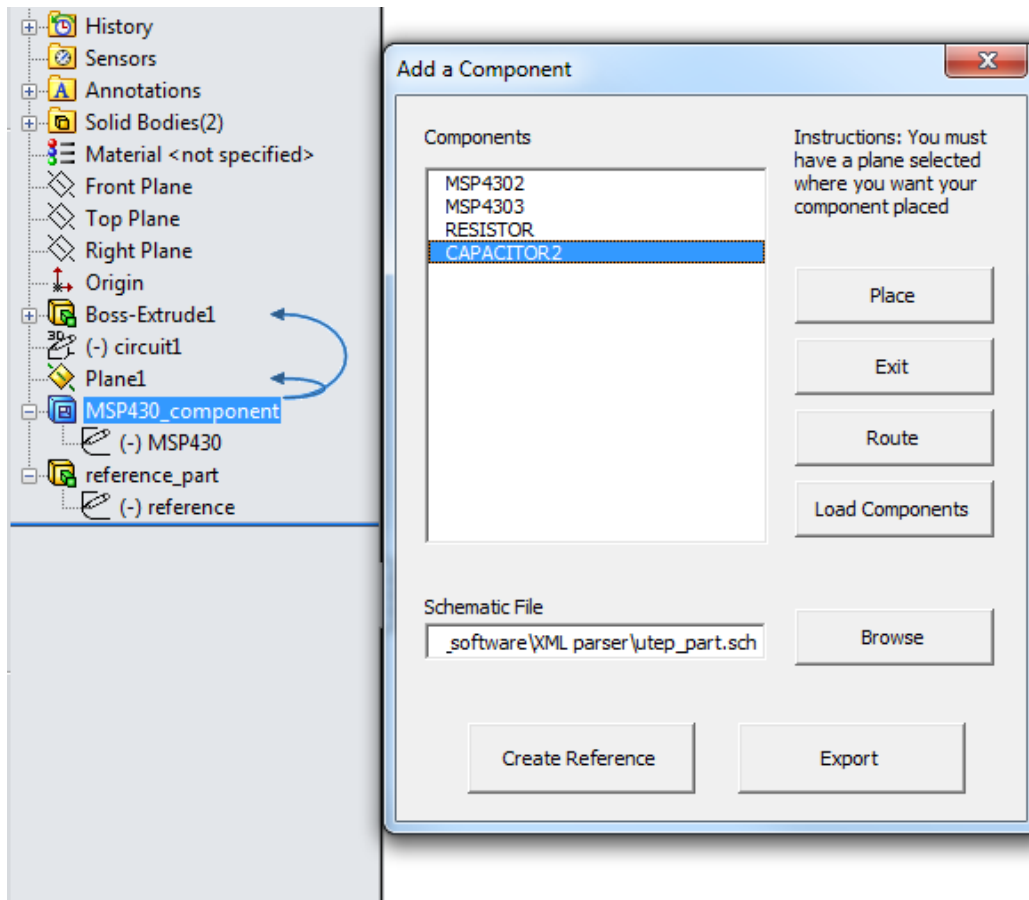 History
Sensors
Annotations
Solid Bodies(2)
Material <not specified>
Front Plane
Top Plane
Right Plane
Origin
Boss-Extrude1
(-) circuit1
Plane1
MSP430_component
(-) MSP430
reference_part
(-) reference
Add a Component
Components
MSP4302
MSP4303
RESISTOR
CAPACITOR2
Instructions: You must
have a plane selected
where you want your
component placed
Place
Exit
Route
Load Components
Schematic File
_software\XML parser\utep_part.sch
Browse
Create Reference
Export